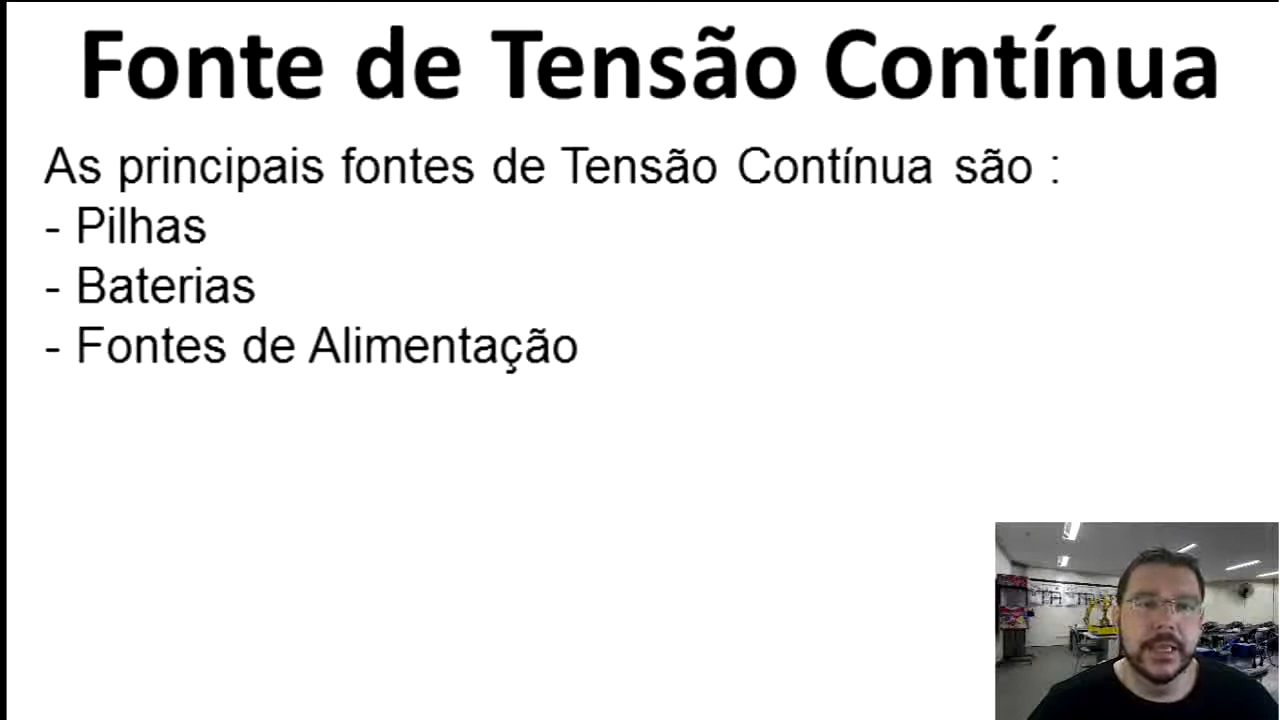 Fonte de Tensão Contínua
As principais fontes de Tensão Contínua são :
- Pilhas
- Baterias
- Fontes de Alimentação